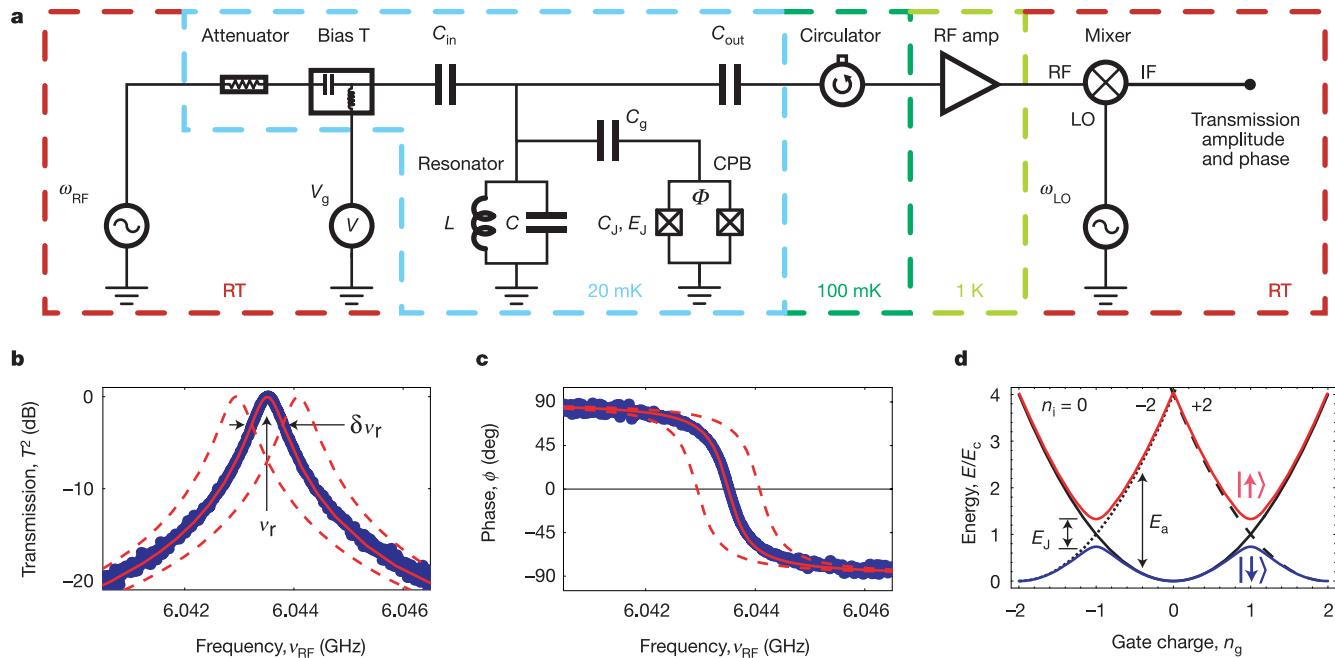 a
Attenuator
Bias T
C_in
C_out
Circulator
RF amp
Mixer
RF
IF
LO
Transmission
amplitude
and phase
C_g
Resonator
CPB
ω_RF
V_g
V
L
C
C_J, E_J
Φ
ω_LO
RT
20 mK
100 mK
1 K
RT
b
Transmission, T² (dB)
0
−10
−20
δν_r
ν_r
6.042
6.044
6.046
Frequency, ν_RF (GHz)
c
Phase, ϕ (deg)
90
45
0
−45
−90
6.042
6.044
6.046
Frequency, ν_RF (GHz)
d
Energy, E/E_c
4
3
2
1
0
n_i = 0
−2
+2
E_J
E_a
|↑⟩
|↓⟩
−2
−1
0
1
2
Gate charge, n_g